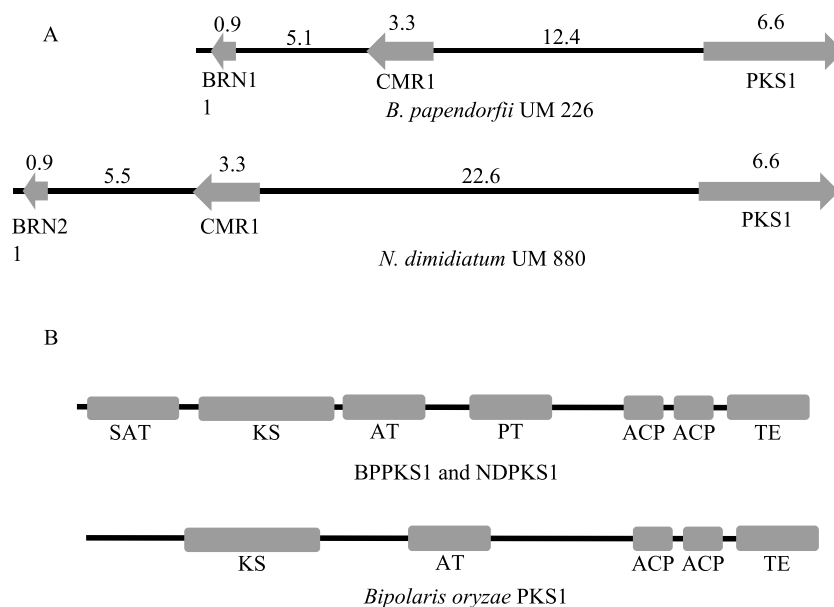 A
0.9
5.1
3.3
12.4
6.6
BRN1
1
CMR1
PKS1
B. papendorfii UM 226
0.9
5.5
3.3
22.6
6.6
BRN2
1
CMR1
PKS1
N. dimidiatum UM 880
B
SAT
KS
AT
PT
ACP
ACP
TE
BPPKS1 and NDPKS1
KS
AT
ACP
ACP
TE
Bipolaris oryzae PKS1